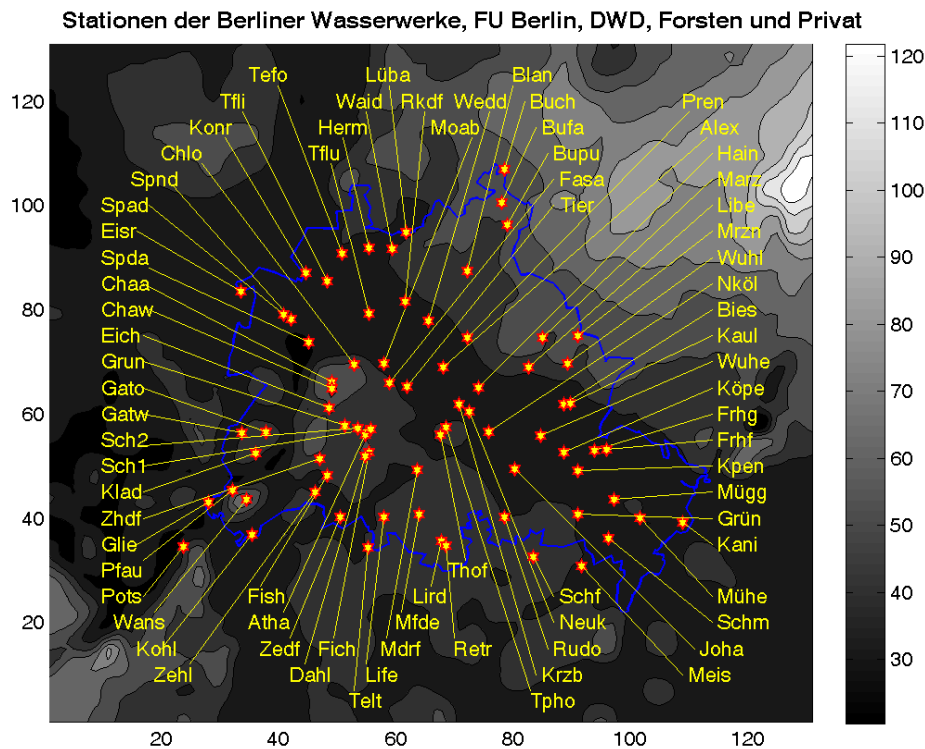 Stationen der Berliner Wasserwerke, FU Berlin, DWD, Forsten und Privat
Tefo Lüba Blan
Tfli Waid Rkdf Wedd Buch Pren
Konr Herm Moab Bufa Alex
Chlo Tflu Bupu Hain
Spnd Fasa Marz
Spad Tier Libe
Eisr Mrzn
Spda Wuhl
Chaa Nköl
Chaw Bies
Eich Kaul
Grun Wuhe
Gato Köpe
Gatw Frhg
Sch2 Frhf
Sch1 Kpen
Klad Mügg
Zhdf Grün
Glie Kani
Pfau Thof
Pots Fish Lird Schf Mühe
Wans Atha Mfde Neuk Schm
Kohl Zedf Fich Mdrf Retr Rudo Joha
Zehl Dahl Life Krzb Meis
Telt Tpho
120
100
80
60
40
20
20 40 60 80 100 120
120
110
100
90
80
70
60
50
40
30